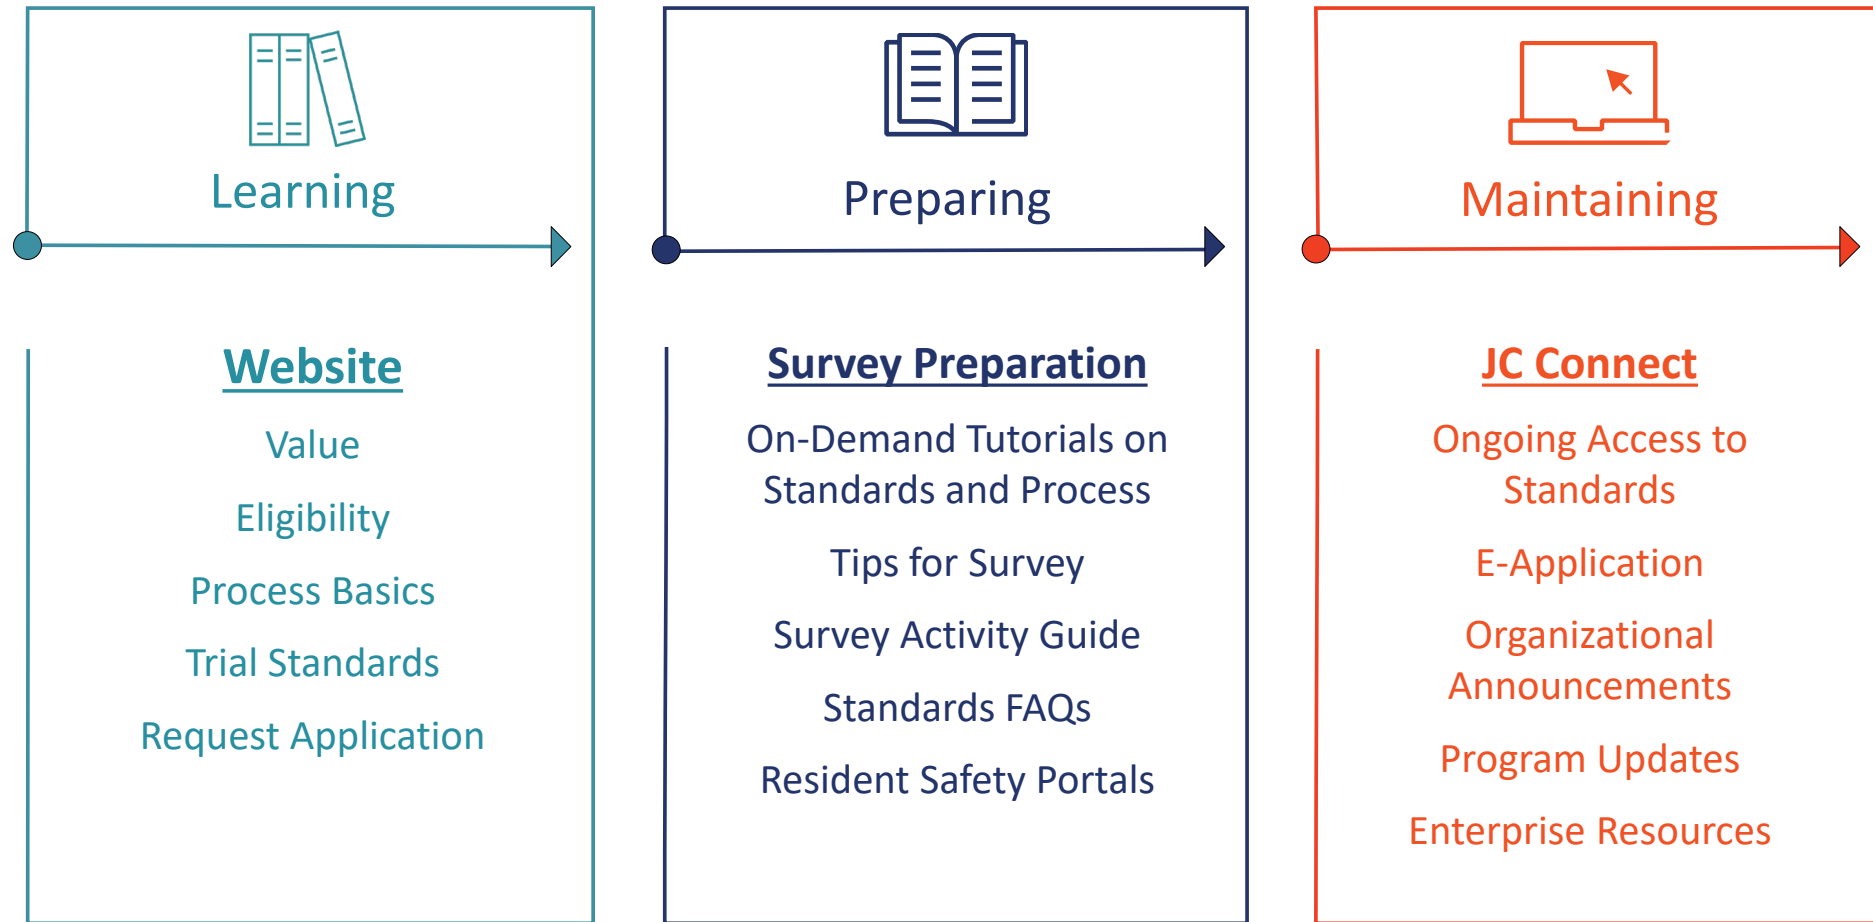 Learning
Website
Value
Eligibility
Process Basics
Trial Standards
Request Application
Preparing
Survey Preparation
On-Demand Tutorials on
Standards and Process
Tips for Survey
Survey Activity Guide
Standards FAQs
Resident Safety Portals
Maintaining
JC Connect
Ongoing Access to
Standards
E-Application
Organizational
Announcements
Program Updates
Enterprise Resources